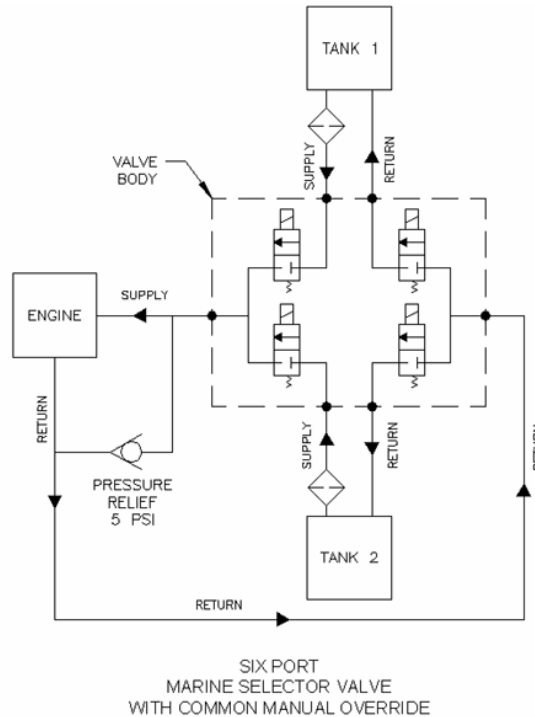 TANK 1
SUPPLY
RETURN
VALVE
BODY
ENGINE
SUPPLY
RETURN
SUPPLY
RETURN
RETURN
PRESSURE
RELIEF
5 PSI
TANK 2
RETURN
SIX PORT
MARINE SELECTOR VALVE
WITH COMMON MANUAL OVERRIDE